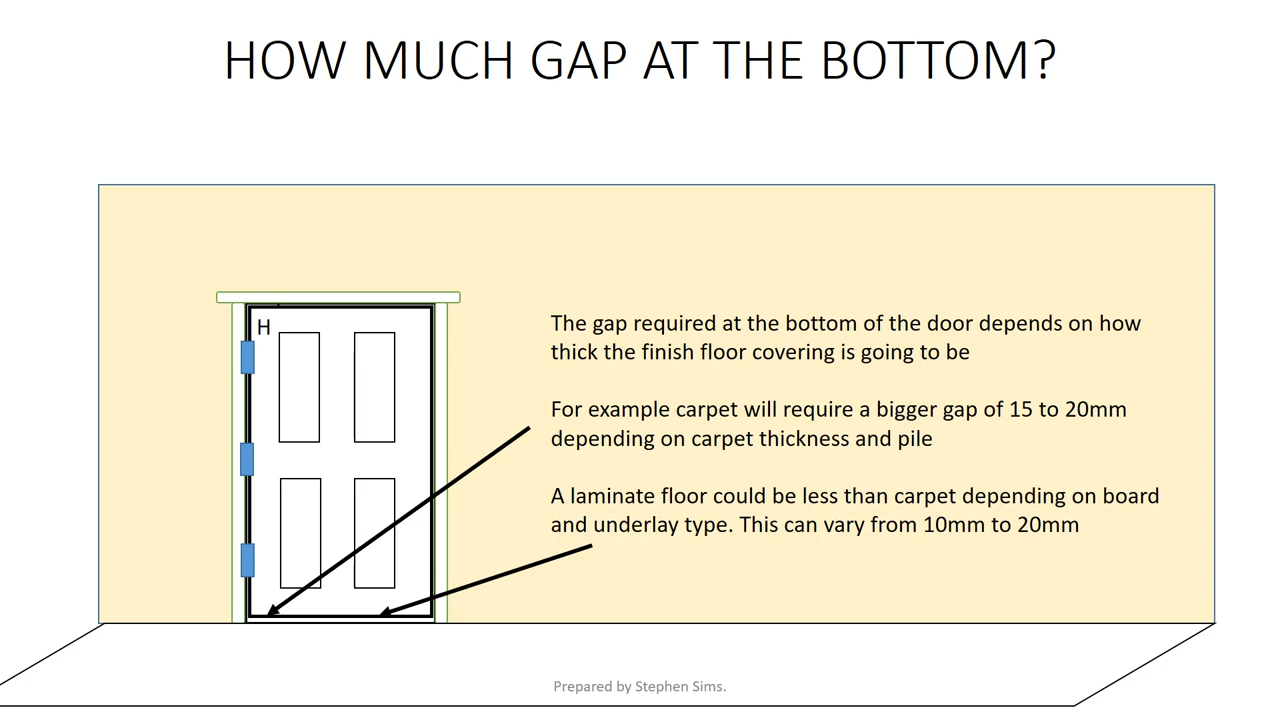 HOW MUCH GAP AT THE BOTTOM?
H
The gap required at the bottom of the door depends on how
thick the finish floor covering is going to be
For example carpet will require a bigger gap of 15 to 20mm
depending on carpet thickness and pile
A laminate floor could be less than carpet depending on board
and underlay type. This can vary from 10mm to 20mm
Prepared by Stephen Sims.